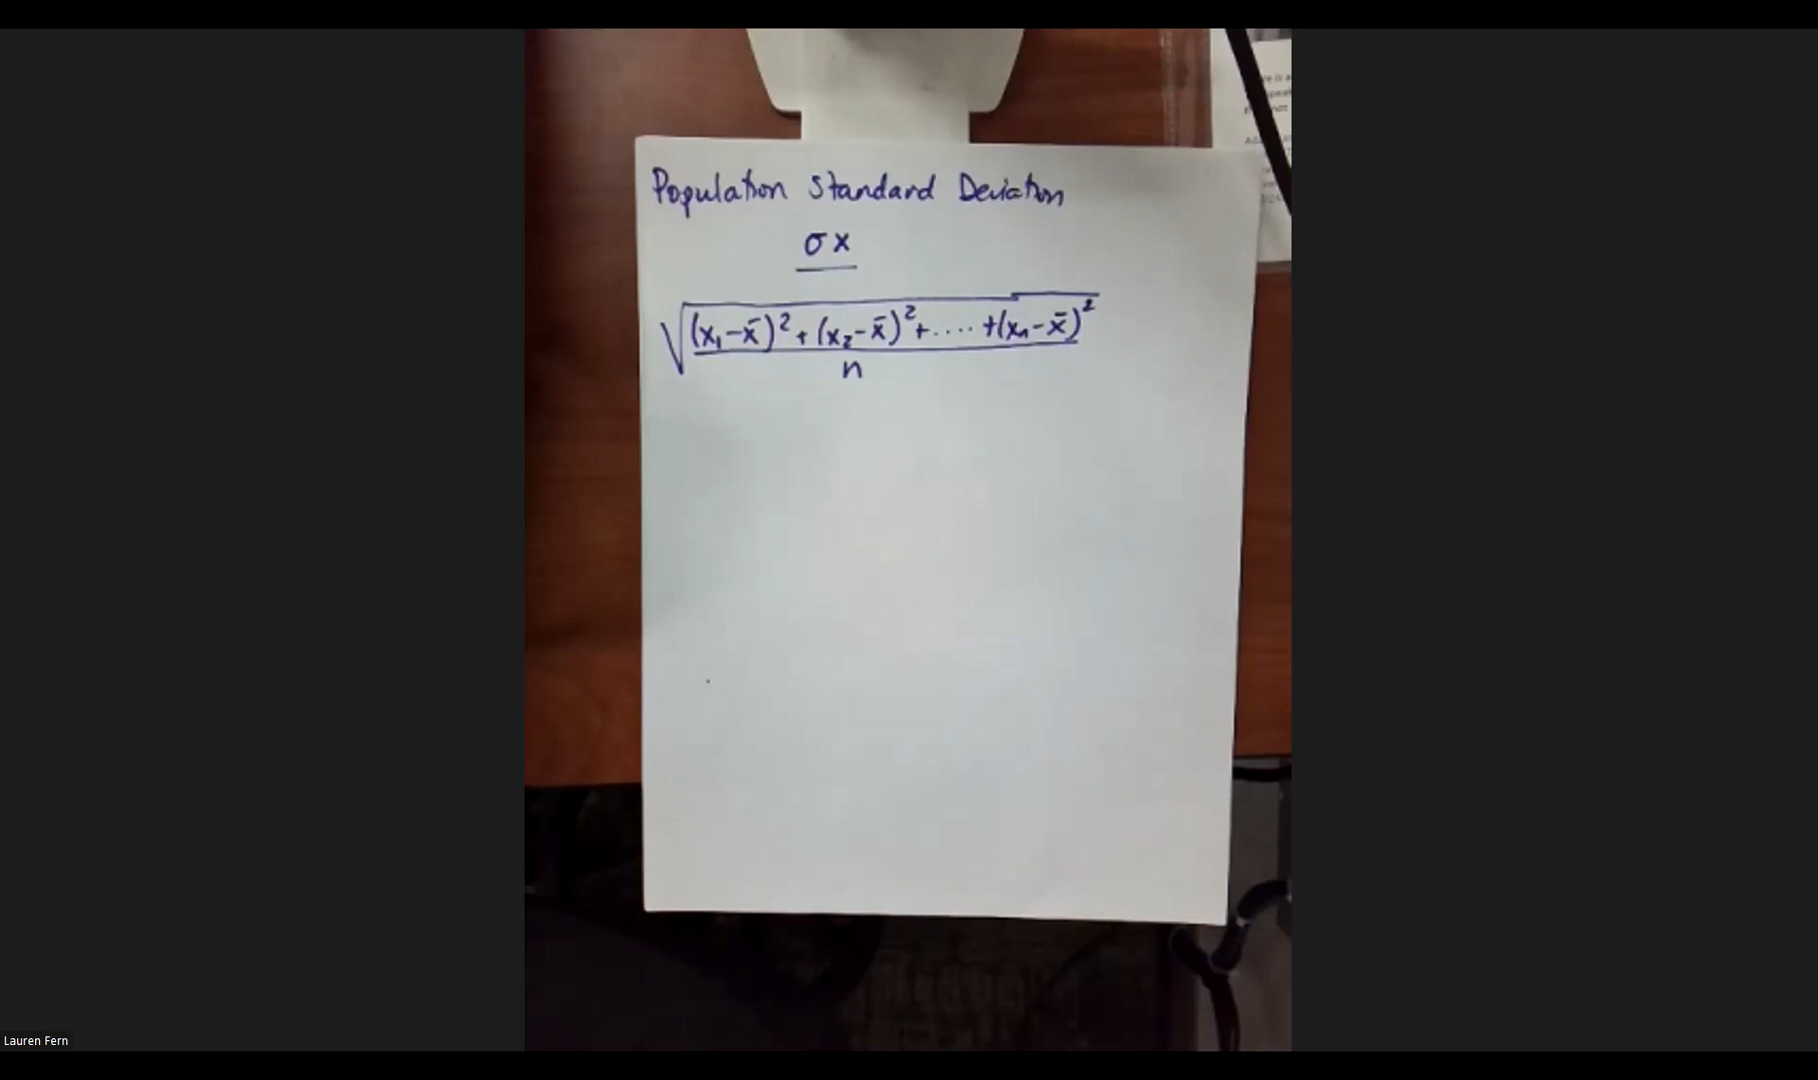 Population Standard Deviation
σx
√((x₁-x̄)²+(x₂-x̄)²+....+(xₙ-x̄)²
n
Lauren Fern